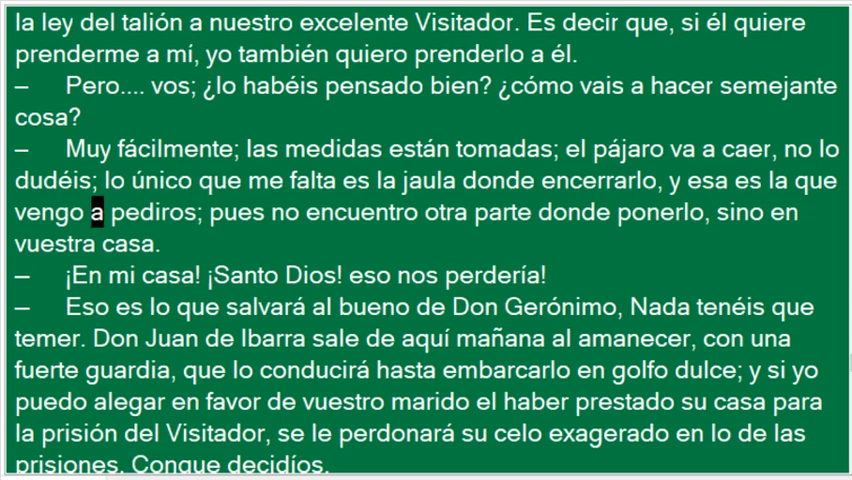 la ley del talión a nuestro excelente Visitador. Es decir que, si él quiere
prenderme a mí, yo también quiero prenderlo a él.
– Pero.... vos; ¿lo habéis pensado bien? ¿cómo vais a hacer semejante
cosa?
– Muy fácilmente; las medidas están tomadas; el pájaro va a caer, no lo
dudéis; lo único que me falta es la jaula donde encerrarlo, y esa es la que
vengo a pediros; pues no encuentro otra parte donde ponerlo, sino en
vuestra casa.
– ¡En mi casa! ¡Santo Dios! eso nos perdería!
– Eso es lo que salvará al bueno de Don Gerónimo, Nada tenéis que
temer. Don Juan de Ibarra sale de aquí mañana al amanecer, con una
fuerte guardia, que lo conducirá hasta embarcarlo en golfo dulce; y si yo
puedo alegar en favor de vuestro marido el haber prestado su casa para
la prisión del Visitador, se le perdonará su celo exagerado en lo de las
prisiones. Conque decidíos.